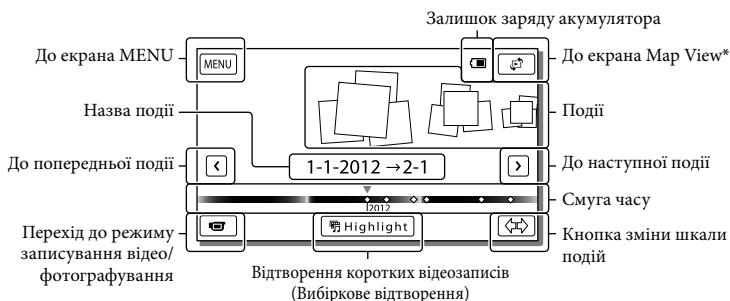 Залишок заряду акумулятора
До екрана MENU
MENU
До екрана Map View*
Назва події
Події
До попередньої події
1-1-2012 →2-1
До наступної події
2012
Смуга часу
Перехід до режиму
записування відео/
фотографування
Highlight
Кнопка зміни шкали
подій
Відтворення коротких відеозаписів
(Вибіркове відтворення)